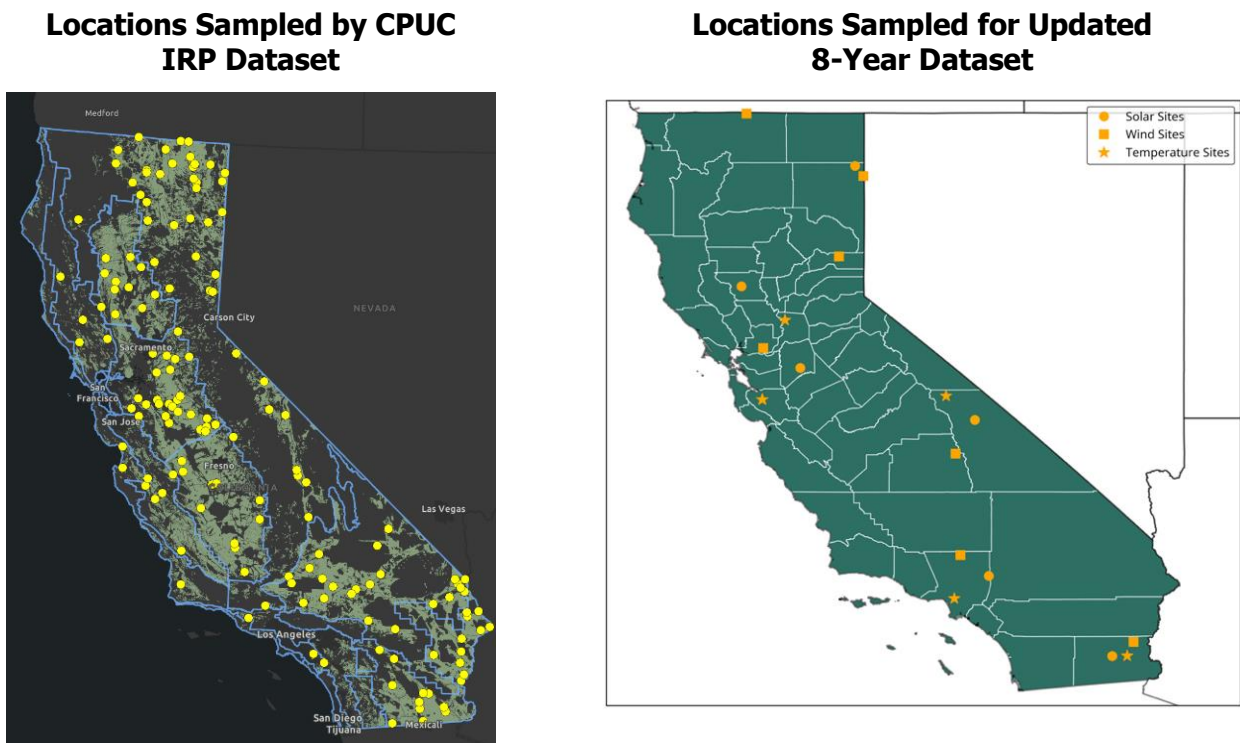 Locations Sampled by CPUC
IRP Dataset
Locations Sampled for Updated
8-Year Dataset
Medford
NEVADA
Carson City
Sacramento
San
Francisco
San Jose
Fresno
Las Vegas
Los Angeles
San Diego
Tijuana
Mexicali
Solar Sites
Wind Sites
Temperature Sites